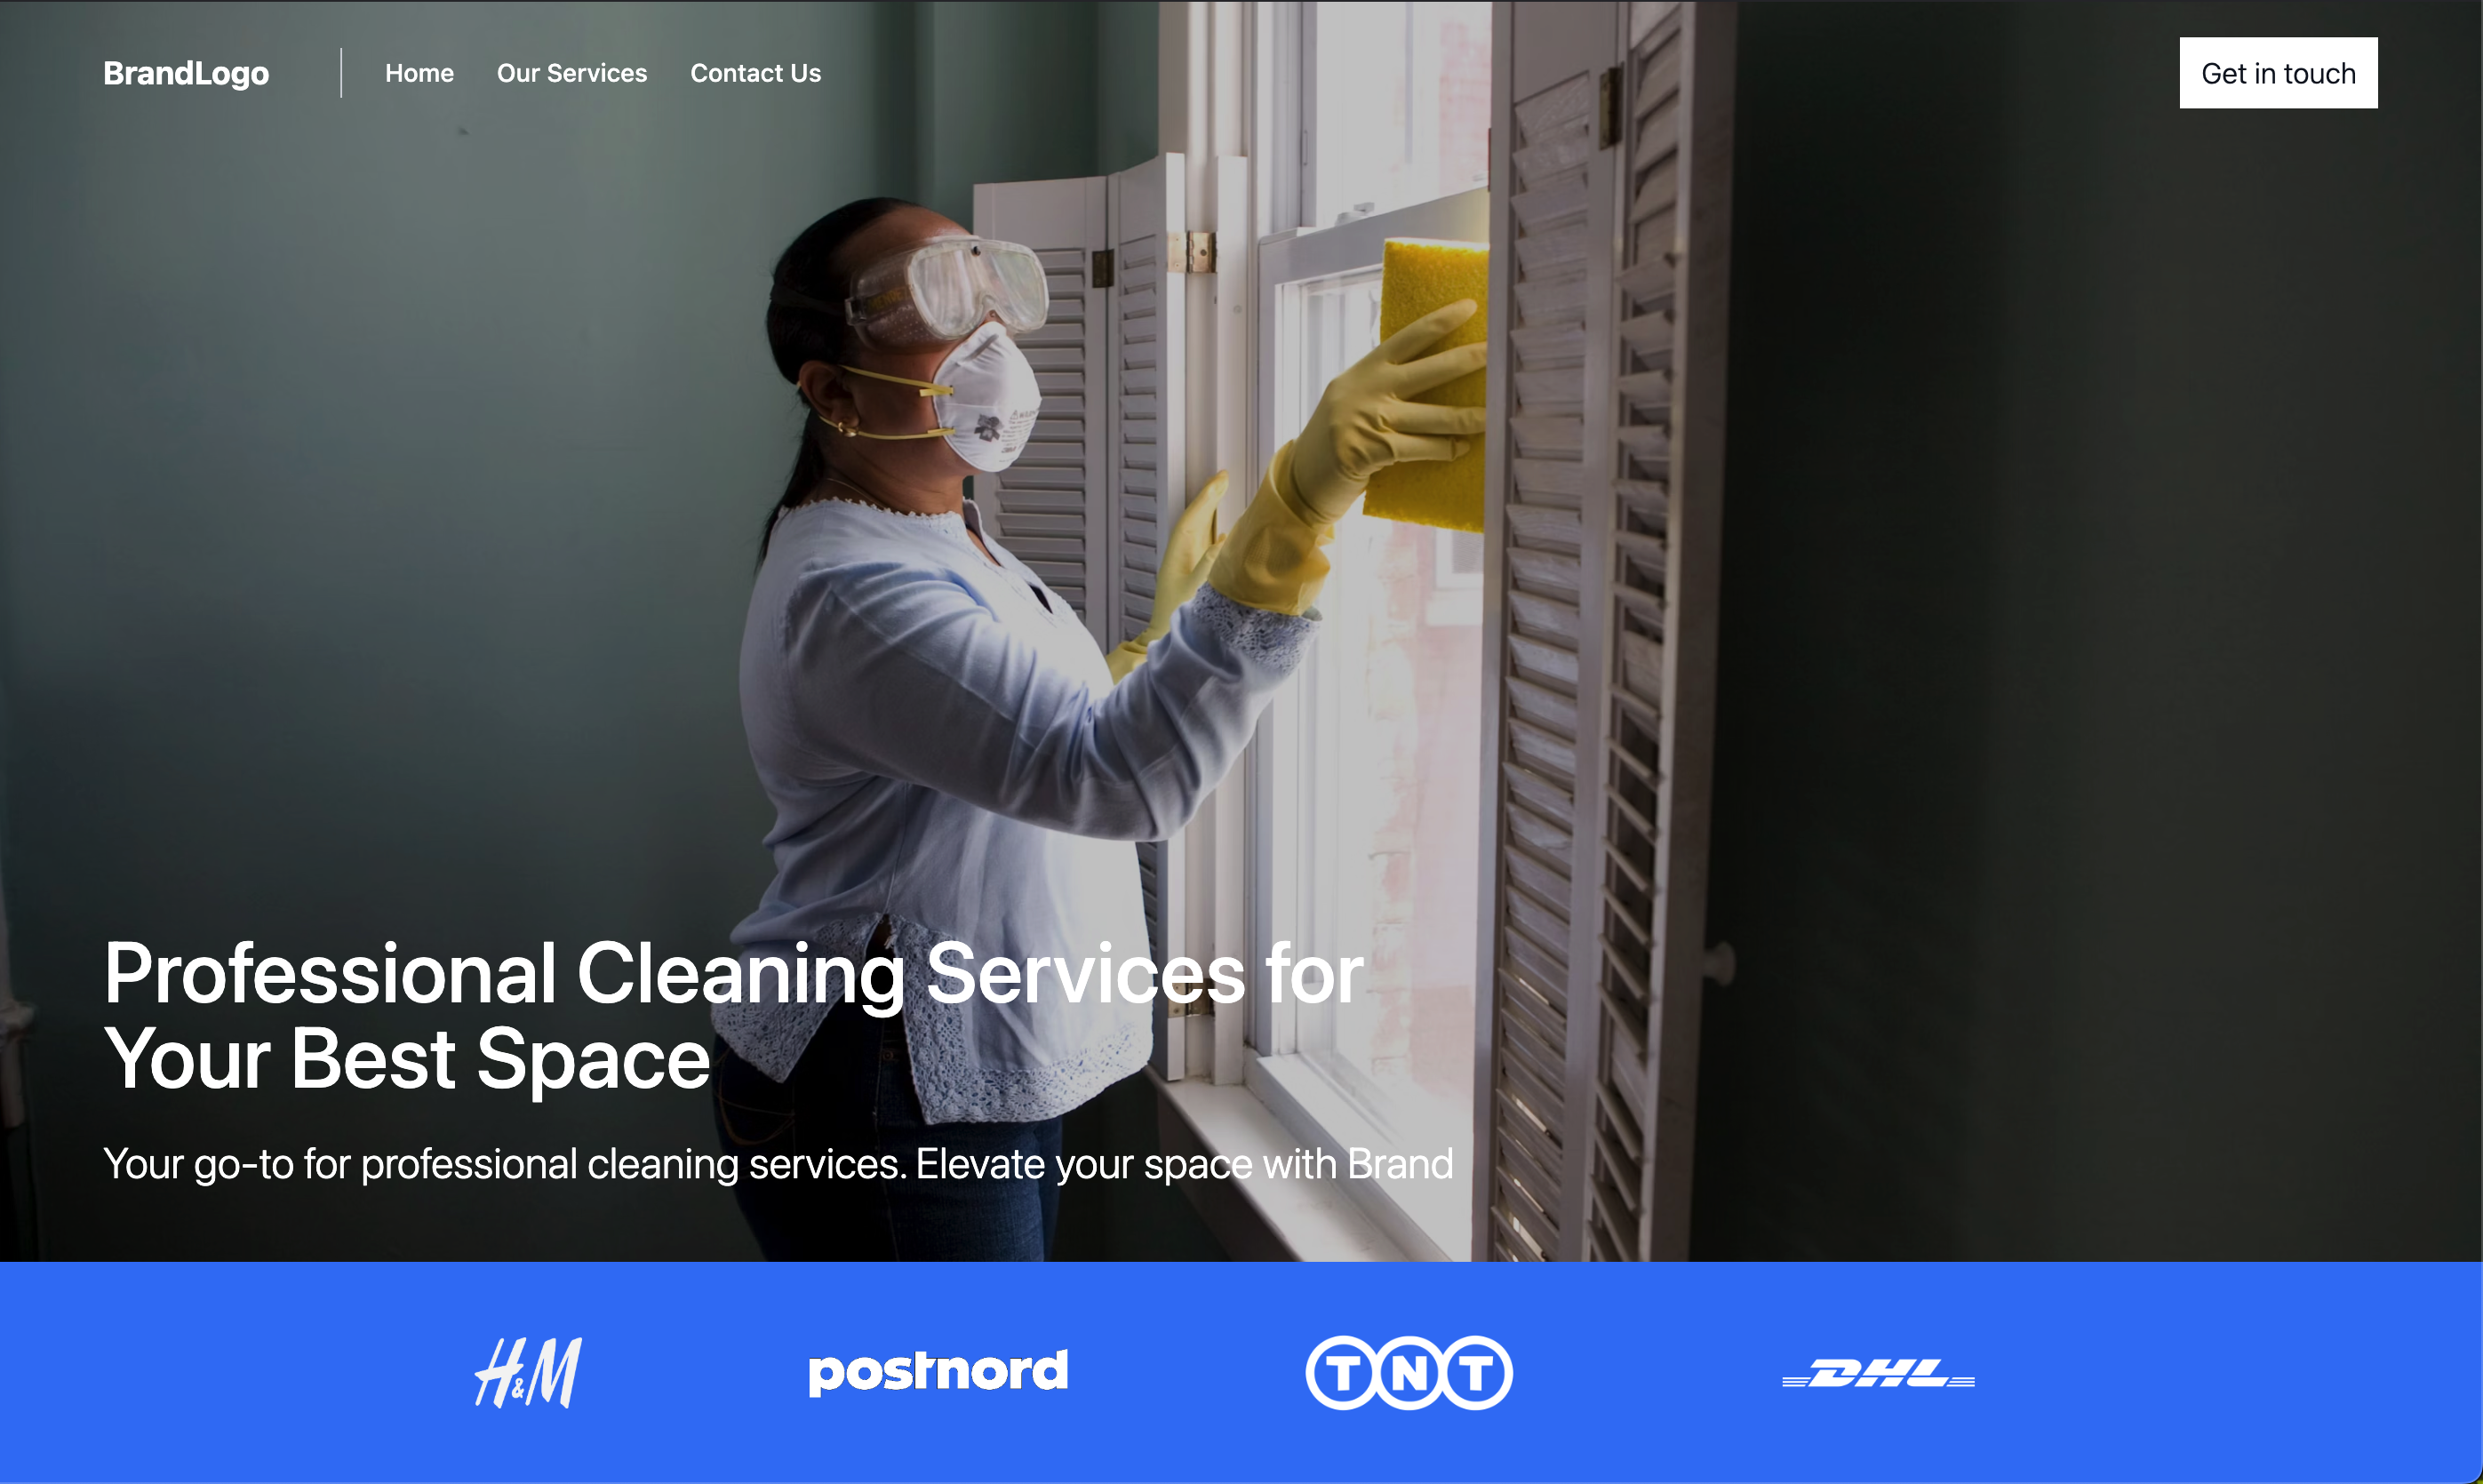 BrandLogo
Home
Our Services
Contact Us
Get in touch
Professional Cleaning Services for
Your Best Space
Your go-to for professional cleaning services. Elevate your space with Brand
H&M
postnord
TNT
DHL